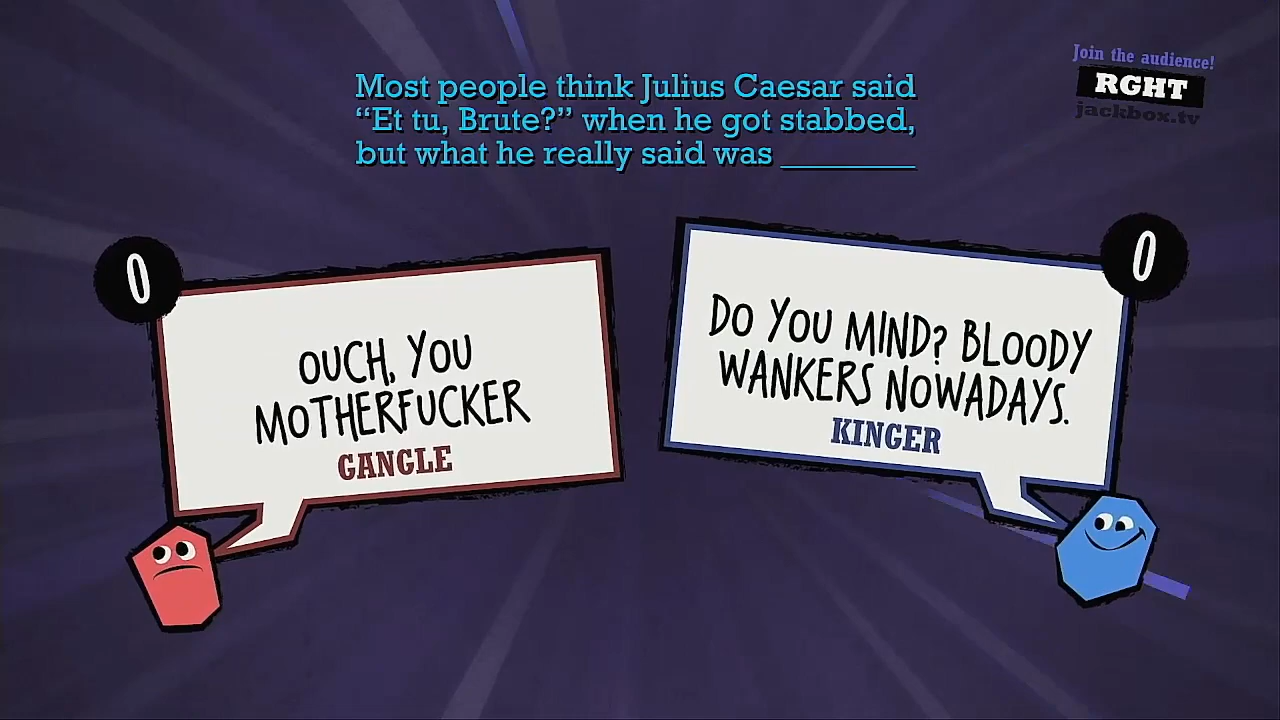 Join the audience!
RGHT
jackbox.tv
Most people think Julius Caesar said
“Et tu, Brute?” when he got stabbed,
but what he really said was ________
0
OUCH, YOU
MOTHERFUCKER
GANGLE
0
DO YOU MIND? BLOODY
WANKERS NOWADAYS.
KINGER